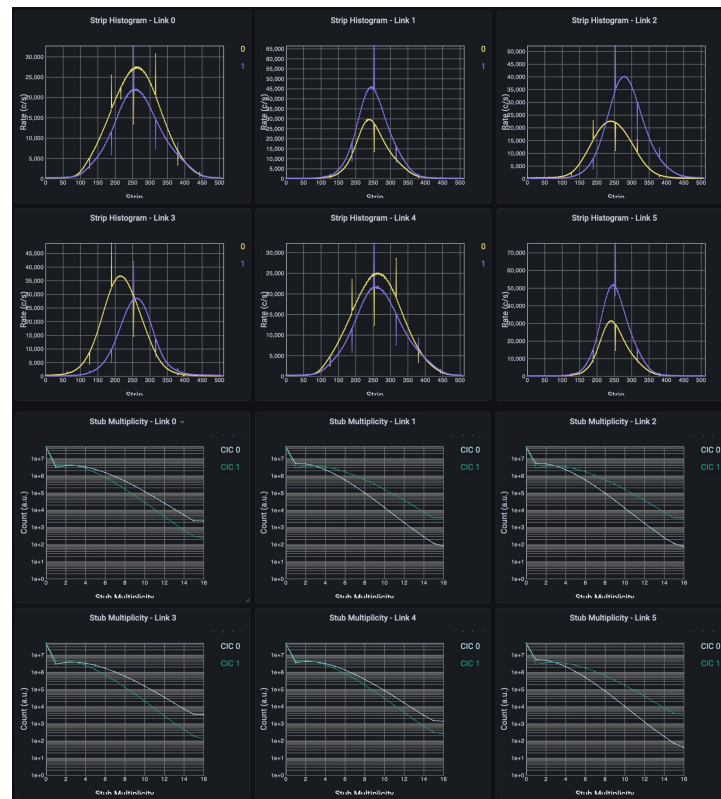 Strip Histogram - Link 0
Rate (c/s)
30,000
25,000
20,000
15,000
10,000
5,000
0
0 50 100 150 200 250 300 350 400 450 500
Strip
0
1
Strip Histogram - Link 1
Rate (c/s)
65,000
60,000
55,000
50,000
45,000
40,000
35,000
30,000
25,000
20,000
15,000
10,000
5,000
0
0 50 100 150 200 250 300 350 400 450 500
Strip
0
1
Strip Histogram - Link 2
Rate (c/s)
50,000
45,000
40,000
35,000
30,000
25,000
20,000
15,000
10,000
5,000
0
0 50 100 150 200 250 300 350 400 450 500
Strip
Strip Histogram - Link 3
Rate (c/s)
45,000
40,000
35,000
30,000
25,000
20,000
15,000
10,000
5,000
0
0 50 100 150 200 250 300 350 400 450 500
Strip
0
1
Strip Histogram - Link 4
Rate (c/s)
30,000
25,000
20,000
15,000
10,000
5,000
0
0 50 100 150 200 250 300 350 400 450 500
Strip
0
1
Strip Histogram - Link 5
Rate (c/s)
70,000
60,000
50,000
40,000
30,000
20,000
10,000
0
0 50 100 150 200 250 300 350 400 450 500
Strip
Stub Multiplicity - Link 0
Count (a.u.)
1e+7
1e+6
1e+5
1e+4
1e+3
1e+2
1e+1
1e+0
0 2 4 6 8 10 12 14 16
Stub Multiplicity
CIC 0
CIC 1
Stub Multiplicity - Link 1
Count (a.u.)
1e+7
1e+6
1e+5
1e+4
1e+3
1e+2
1e+1
1e+0
0 2 4 6 8 10 12 14 16
Stub Multiplicity
CIC 0
CIC 1
Stub Multiplicity - Link 2
Count (a.u.)
1e+7
1e+6
1e+5
1e+4
1e+3
1e+2
1e+1
1e+0
0 2 4 6 8 10 12 14 16
Stub Multiplicity
CIC 0
CIC 1
Stub Multiplicity - Link 3
Count (a.u.)
1e+7
1e+6
1e+5
1e+4
1e+3
1e+2
1e+1
1e+0
0 2 4 6 8 10 12 14 16
Stub Multiplicity
CIC 0
CIC 1
Stub Multiplicity - Link 4
Count (a.u.)
1e+7
1e+6
1e+5
1e+4
1e+3
1e+2
1e+1
1e+0
0 2 4 6 8 10 12 14 16
Stub Multiplicity
CIC 0
CIC 1
Stub Multiplicity - Link 5
Count (a.u.)
1e+7
1e+6
1e+5
1e+4
1e+3
1e+2
1e+1
1e+0
0 2 4 6 8 10 12 14 16
Stub Multiplicity
CIC 0
CIC 1